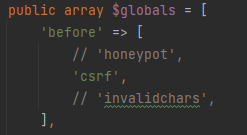 public array $globals = [
    'before' => [
        // 'honeypot',
        'csrf',
        // 'invalidchars',
    ],